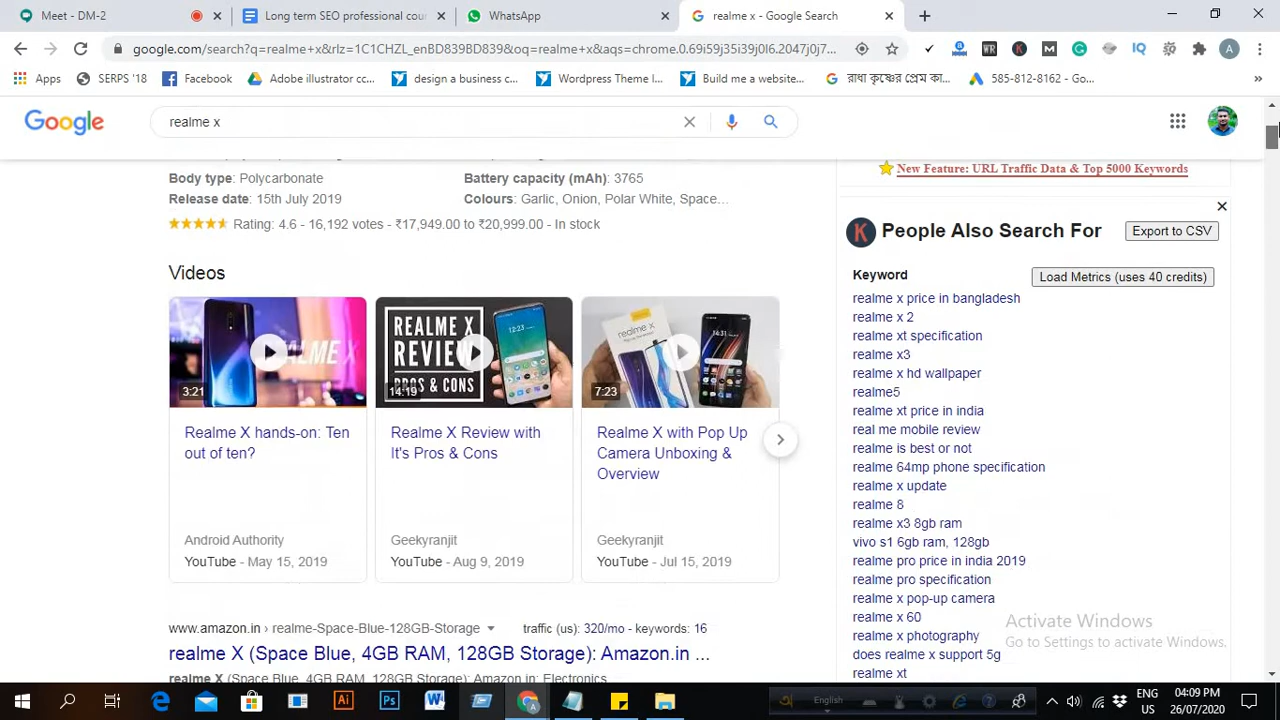 Meet - DM-2
Long term SEO professional cour
WhatsApp
realme x - Google Search
google.com/search?q=realme+x&rlz=1C1CHZL_enBD839BD839&oq=realme+x&aqs=chrome.0.69i59j35i39j0l6.2047j0j7...
Apps
SERPS '18
Facebook
Adobe illustrator cc...
design a business c...
Wordpress Theme I...
Build me a website...
রাধা কৃষ্ণের প্রেম কা...
585-812-8162 - Go...
Google
realme x
Body type: Polycarbonate
Battery capacity (mAh): 3765
Release date: 15th July 2019
Colours: Garlic, Onion, Polar White, Space...
Rating: 4.6 - 16,192 votes - ₹17,949.00 to ₹20,999.00 - In stock
Videos
3:21
REALME X
REVIEW
PROS & CONS
14:19
7:23
Realme X hands-on: Ten
out of ten?
Android Authority
YouTube - May 15, 2019
Realme X Review with
It's Pros & Cons
Geekyranjit
YouTube - Aug 9, 2019
Realme X with Pop Up
Camera Unboxing &
Overview
Geekyranjit
YouTube - Jul 15, 2019
www.amazon.in › realme-Space-Blue-128GB-Storage
traffic (us): 320/mo - keywords: 16
realme X (Space Blue, 4GB RAM, 128GB Storage): Amazon.in ...
realme X (Space Blue, 4GB RAM, 128GB Storage): Amazon.in: Electronics
New Feature: URL Traffic Data & Top 5000 Keywords
People Also Search For
Export to CSV
Keyword
Load Metrics (uses 40 credits)
realme x price in bangladesh
realme x 2
realme xt specification
realme x3
realme x hd wallpaper
realme5
realme xt price in india
real me mobile review
realme is best or not
realme 64mp phone specification
realme x update
realme 8
realme x3 8gb ram
vivo s1 6gb ram, 128gb
realme pro price in india 2019
realme pro specification
realme x pop-up camera
realme x 60
realme x photography
does realme x support 5g
realme xt
Activate Windows
Go to Settings to activate Windows.
English
ENG
US
04:09 PM
26/07/2020